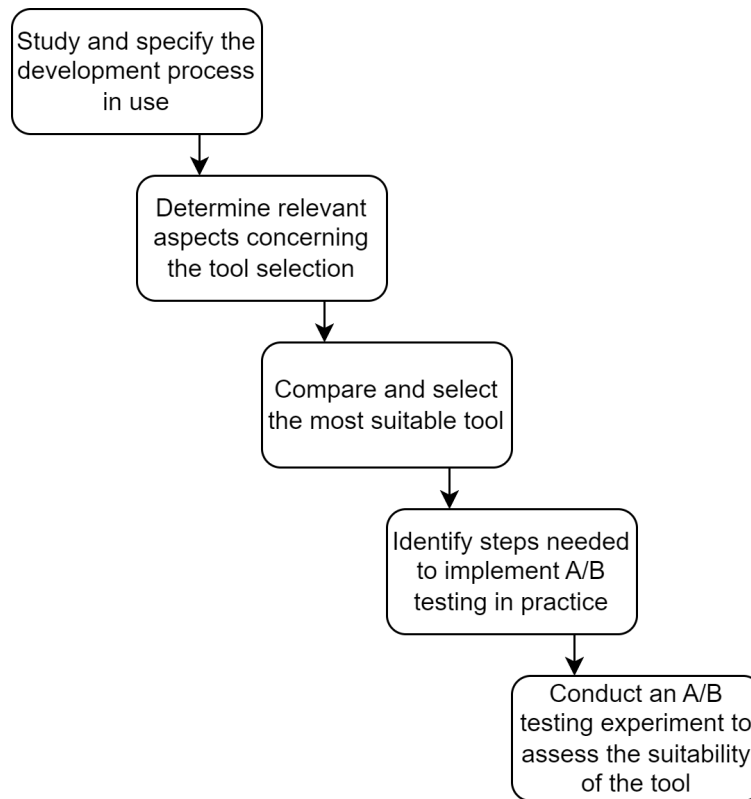 Study and specify the
development process
in use
Determine relevant
aspects concerning
the tool selection
Compare and select
the most suitable tool
Identify steps needed
to implement A/B
testing in practice
Conduct an A/B
testing experiment to
assess the suitability
of the tool